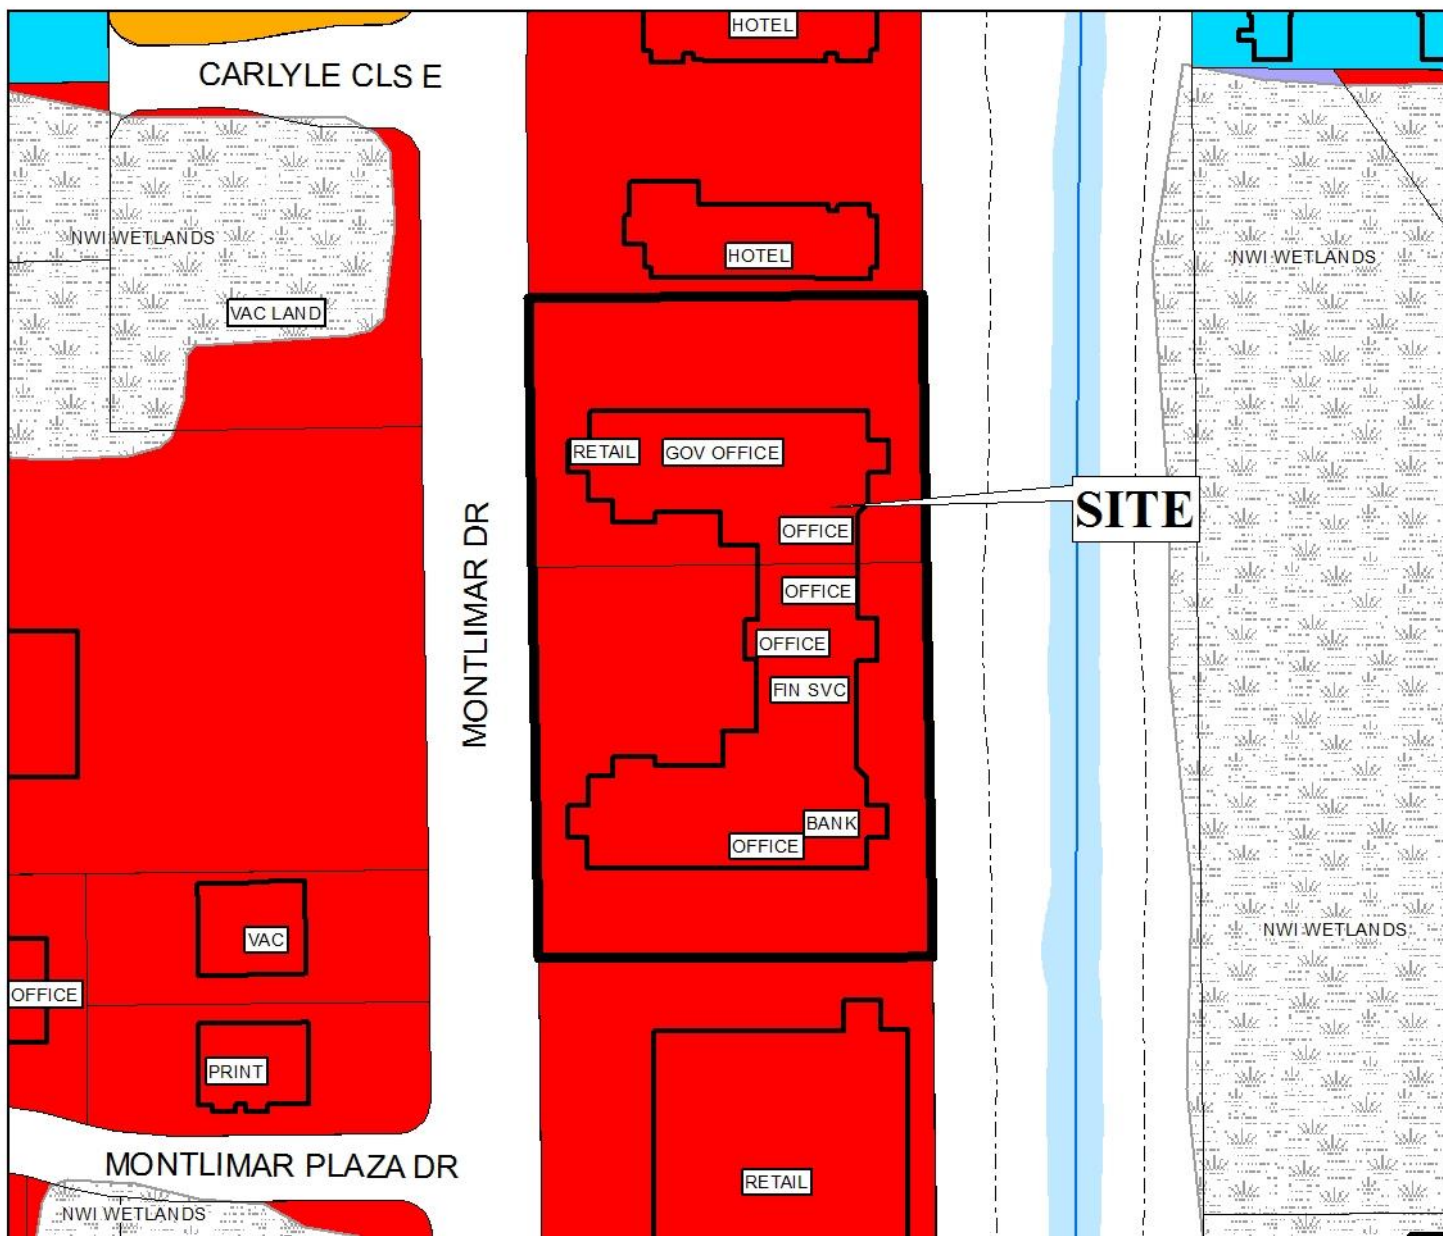 HOTEL
CARLYLE CLS E
NWI WETLANDS
HOTEL
NWI WETLANDS
VAC LAND
RETAIL
GOV OFFICE
SITE
OFFICE
MONTLIMAR DR
OFFICE
OFFICE
FIN SVC
BANK
OFFICE
VAC
NWI WETLANDS
OFFICE
PRINT
MONTLIMAR PLAZA DR
RETAIL
NWI WETLANDS